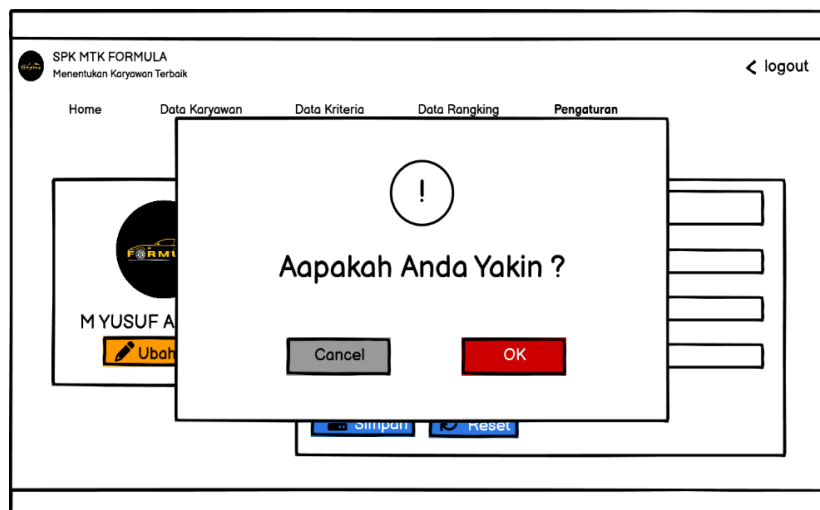 SPK MTK FORMULA
Menentukan Karyawan Terbaik
logout
Home Data Karyawan Data Kriteria Data Rangking Pengaturan
!
Aapakah Anda Yakin ?
M YUSUF A
Ubah
Cancel OK
Simpan Reset